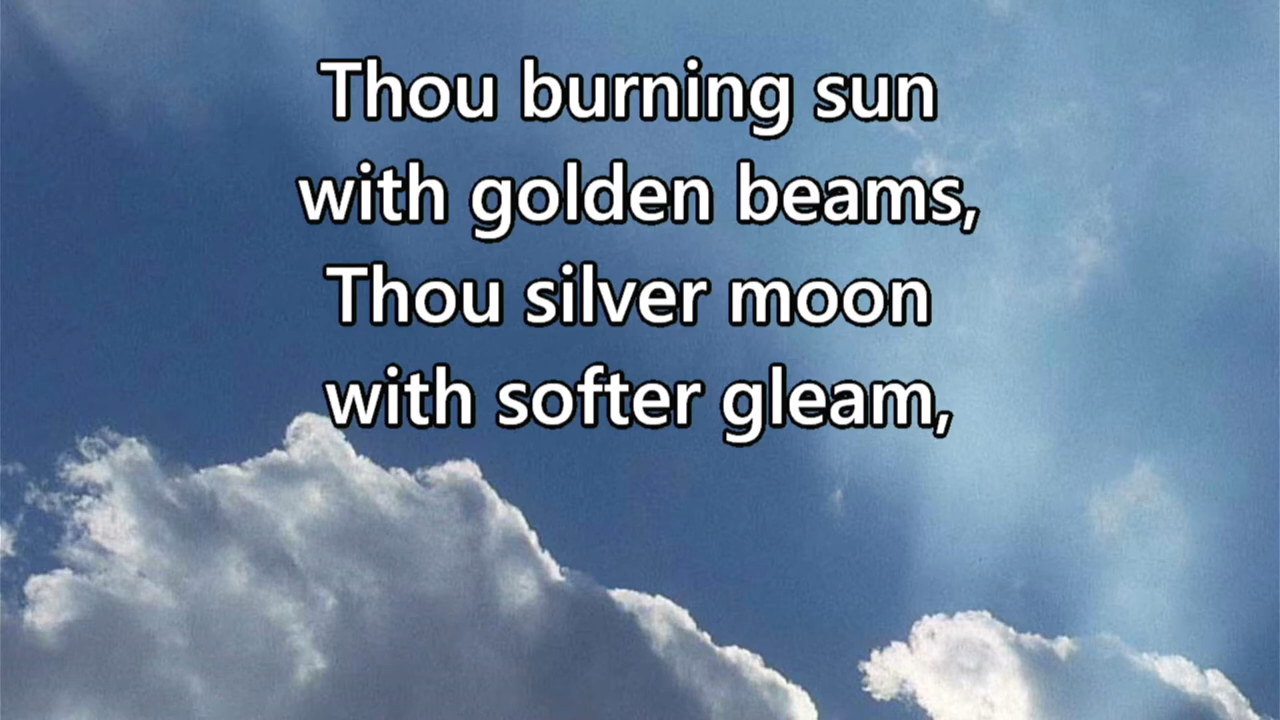 Thou burning sun
with golden beams,
Thou silver moon
with softer gleam,